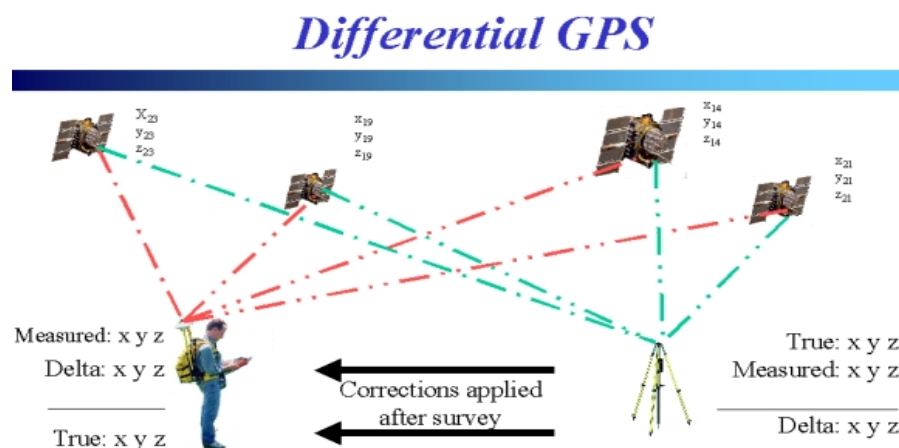 Differential GPS
X23
y23
z23
x19
y19
z19
x14
y14
z14
x21
y21
z21
Measured: x y z
Delta: x y z
True: x y z
Corrections applied
after survey
True: x y z
Measured: x y z
Delta: x y z